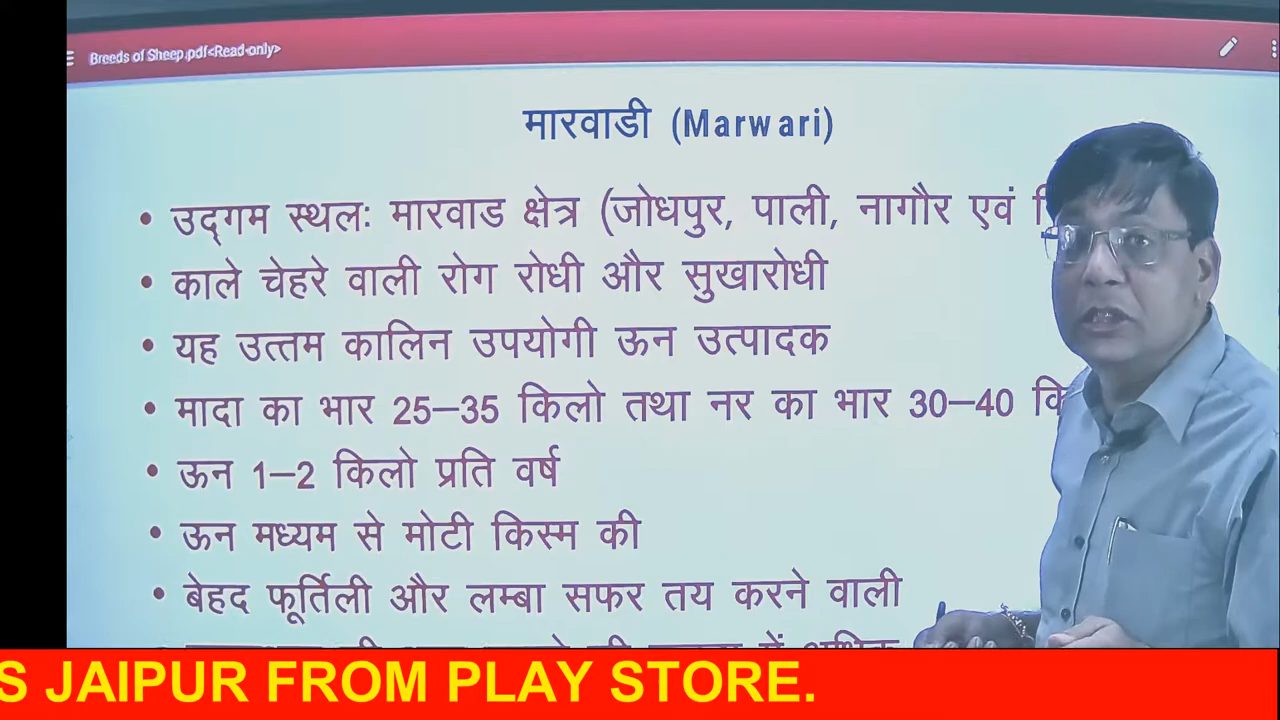 Breeds of Sheep.pdf<Read-only>
मारवाडी (Marwari)
• उद्गम स्थलः मारवाड क्षेत्र (जोधपुर, पाली, नागौर एवं
• काले चेहरे वाली रोग रोधी और सुखारोधी
• यह उत्तम कालिन उपयोगी ऊन उत्पादक
• मादा का भार 25–35 किलो तथा नर का भार 30–40
• ऊन 1–2 किलो प्रति वर्ष
• ऊन मध्यम से मोटी किस्म की
• बेहद फूर्तिली और लम्बा सफर तय करने वाली
S JAIPUR FROM PLAY STORE.